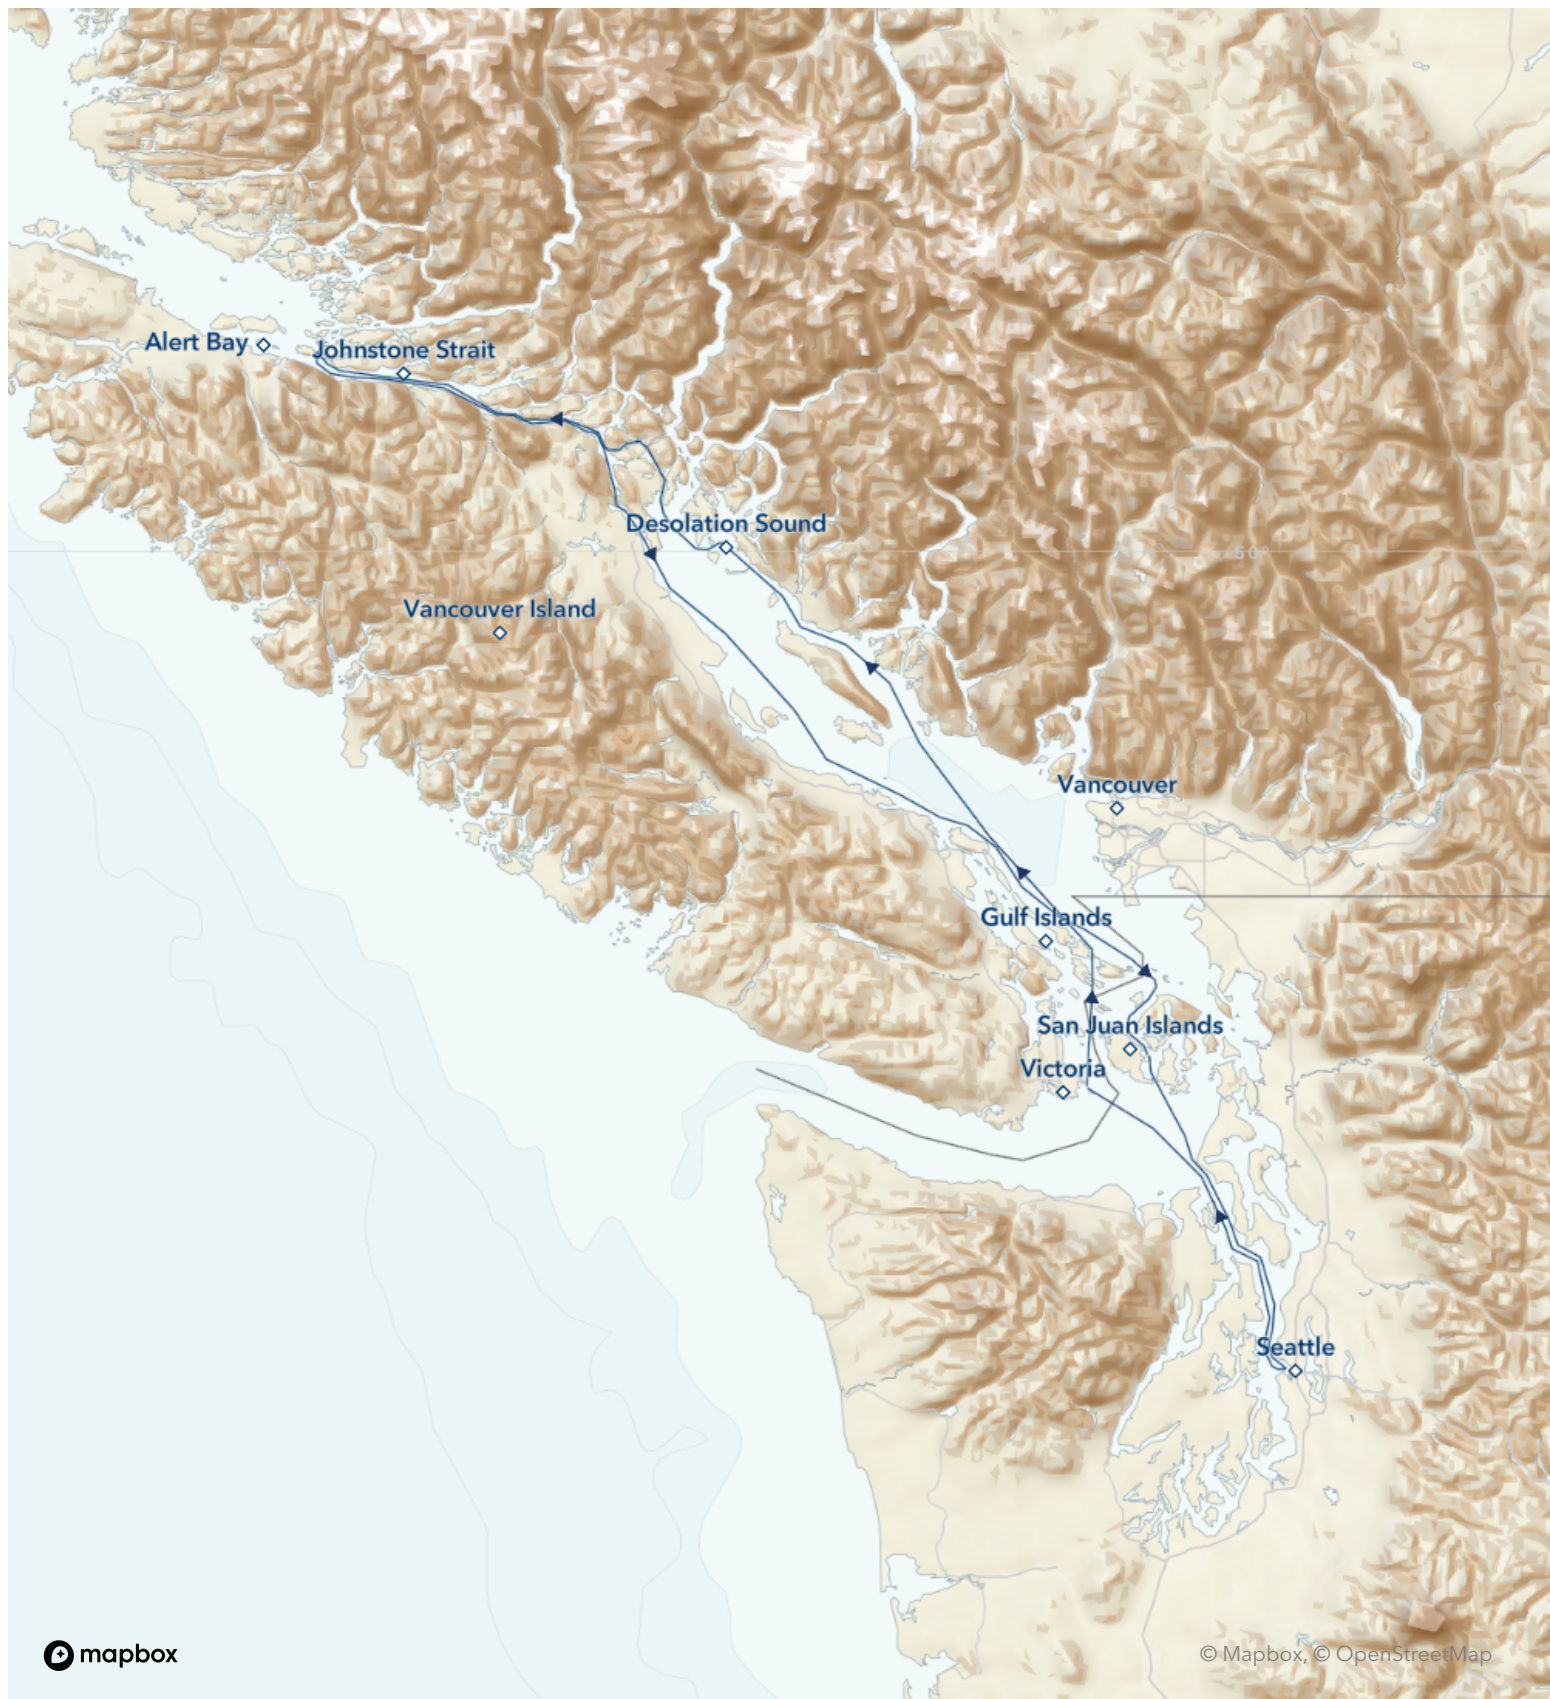 Alert Bay
Johnstone Strait
Desolation Sound
50°
Vancouver Island
Vancouver
Gulf Islands
San Juan Islands
Victoria
Seattle
mapbox
© Mapbox, © OpenStreetMap